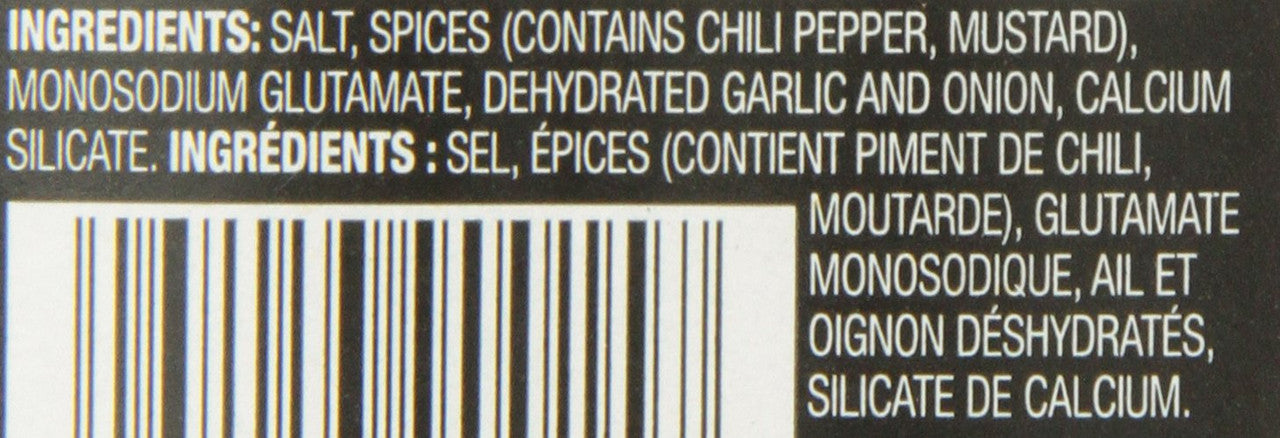 INGREDIENTS: SALT, SPICES (CONTAINS CHILI PEPPER, MUSTARD),
MONOSODIUM GLUTAMATE, DEHYDRATED GARLIC AND ONION, CALCIUM
SILICATE. INGRÉDIENTS : SEL, ÉPICES (CONTIENT PIMENT DE CHILI,
MOUTARDE), GLUTAMATE
MONOSODIQUE, AIL ET
OIGNON DÉSHYDRATÉS,
SILICATE DE CALCIUM.